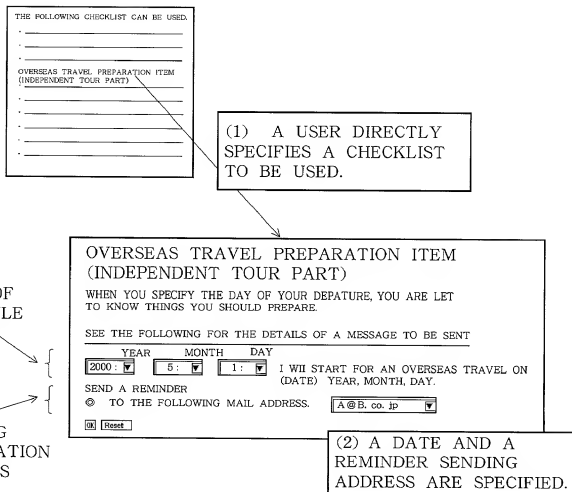 THE FOLLOWING CHECKLIST CAN BE USED.
OVERSEAS TRAVEL PREPARATION ITEM
(INDEPENDENT TOUR PART)
(1) A USER DIRECTLY
SPECIFIES A CHECKLIST
TO BE USED.
OVERSEAS TRAVEL PREPARATION ITEM
(INDEPENDENT TOUR PART)
WHEN YOU SPECIFY THE DAY OF YOUR DEPATURE, YOU ARE LET
TO KNOW THINGS YOU SHOULD PREPARE.
SEE THE FOLLOWING FOR THE DETAILS OF A MESSAGE TO BE SENT
YEAR MONTH DAY
2000 : ▼ 5 : ▼ 1 : ▼ I WII START FOR AN OVERSEAS TRAVEL ON
(DATE) YEAR, MONTH, DAY.
SEND A REMINDER
◎ TO THE FOLLOWING MAIL ADDRESS. A@B. co. jp ▼
OK Reset
(2) A DATE AND A
REMINDER SENDING
ADDRESS ARE SPECIFIED.
OF